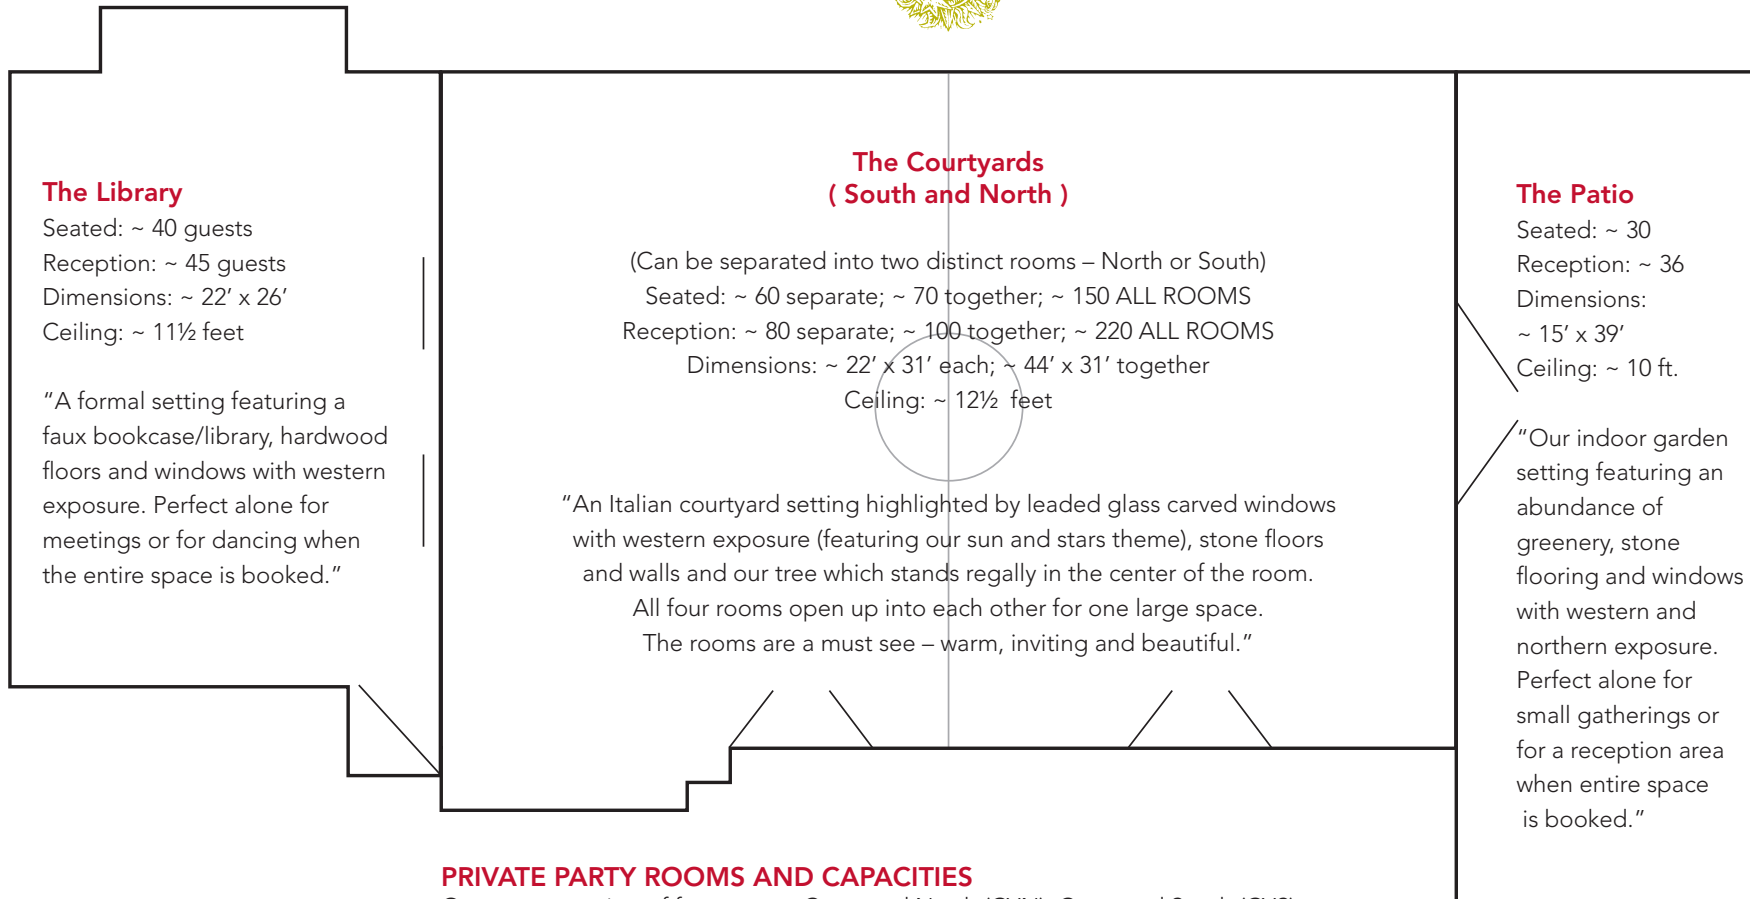 The Library
Seated: ~ 40 guests
Reception: ~ 45 guests
Dimensions: ~ 22’ x 26’
Ceiling: ~ 11½ feet
“A formal setting featuring a
faux bookcase/library, hardwood
floors and windows with western
exposure. Perfect alone for
meetings or for dancing when
the entire space is booked.”
The Courtyards
( South and North )
(Can be separated into two distinct rooms – North or South)
Seated: ~ 60 separate; ~ 70 together; ~ 150 ALL ROOMS
Reception: ~ 80 separate; ~ 100 together; ~ 220 ALL ROOMS
Dimensions: ~ 22’ x 31’ each; ~ 44’ x 31’ together
Ceiling: ~ 12½ feet
“An Italian courtyard setting highlighted by leaded glass carved windows
with western exposure (featuring our sun and stars theme), stone floors
and walls and our tree which stands regally in the center of the room.
All four rooms open up into each other for one large space.
The rooms are a must see – warm, inviting and beautiful.”
The Patio
Seated: ~ 30
Reception: ~ 36
Dimensions:
~ 15’ x 39’
Ceiling: ~ 10 ft.
“Our indoor garden
setting featuring an
abundance of
greenery, stone
flooring and windows
with western and
northern exposure.
Perfect alone for
small gatherings or
for a reception area
when entire space
is booked.”
PRIVATE PARTY ROOMS AND CAPACITIES